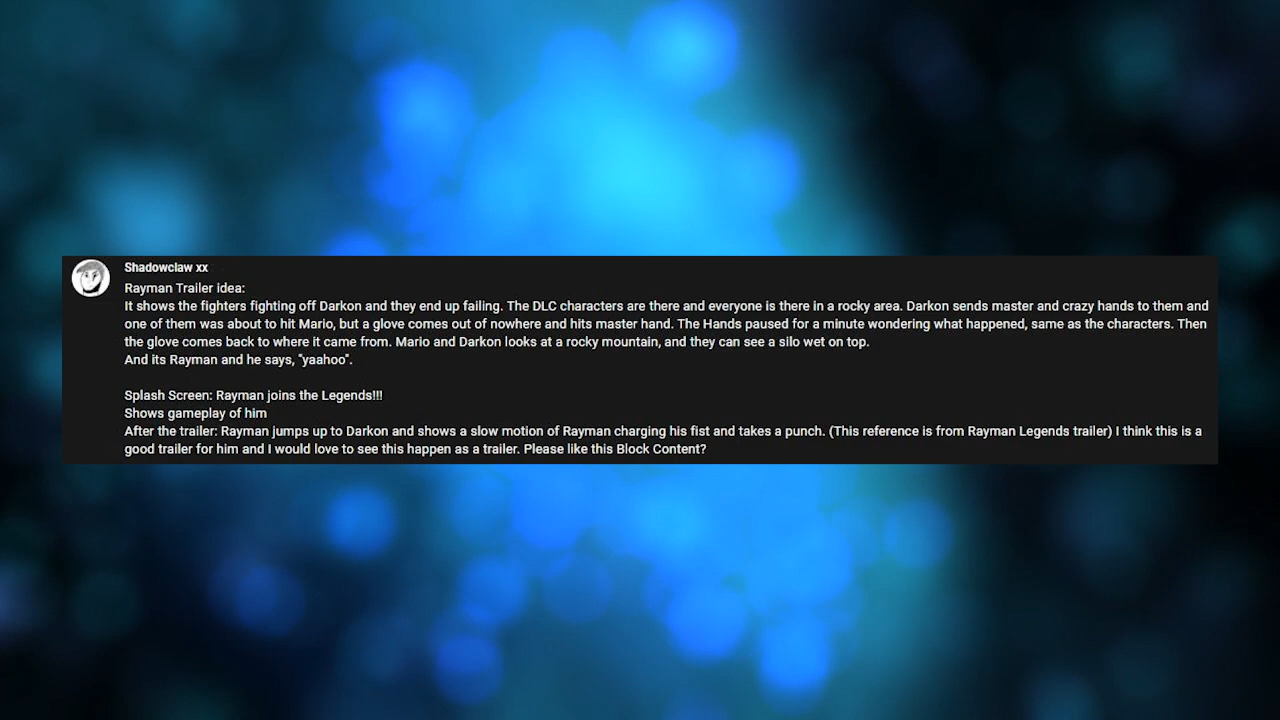 Shadowclaw xx
Rayman Trailer idea:
It shows the fighters fighting off Darkon and they end up failing. The DLC characters are there and everyone is there in a rocky area. Darkon sends master and crazy hands to them and
one of them was about to hit Mario, but a glove comes out of nowhere and hits master hand. The Hands paused for a minute wondering what happened, same as the characters. Then
the glove comes back to where it came from. Mario and Darkon looks at a rocky mountain, and they can see a silo wet on top.
And its Rayman and he says, "yaahoo".
Splash Screen: Rayman joins the Legends!!!
Shows gameplay of him
After the trailer: Rayman jumps up to Darkon and shows a slow motion of Rayman charging his fist and takes a punch. (This reference is from Rayman Legends trailer) I think this is a
good trailer for him and I would love to see this happen as a trailer. Please like this Block Content?